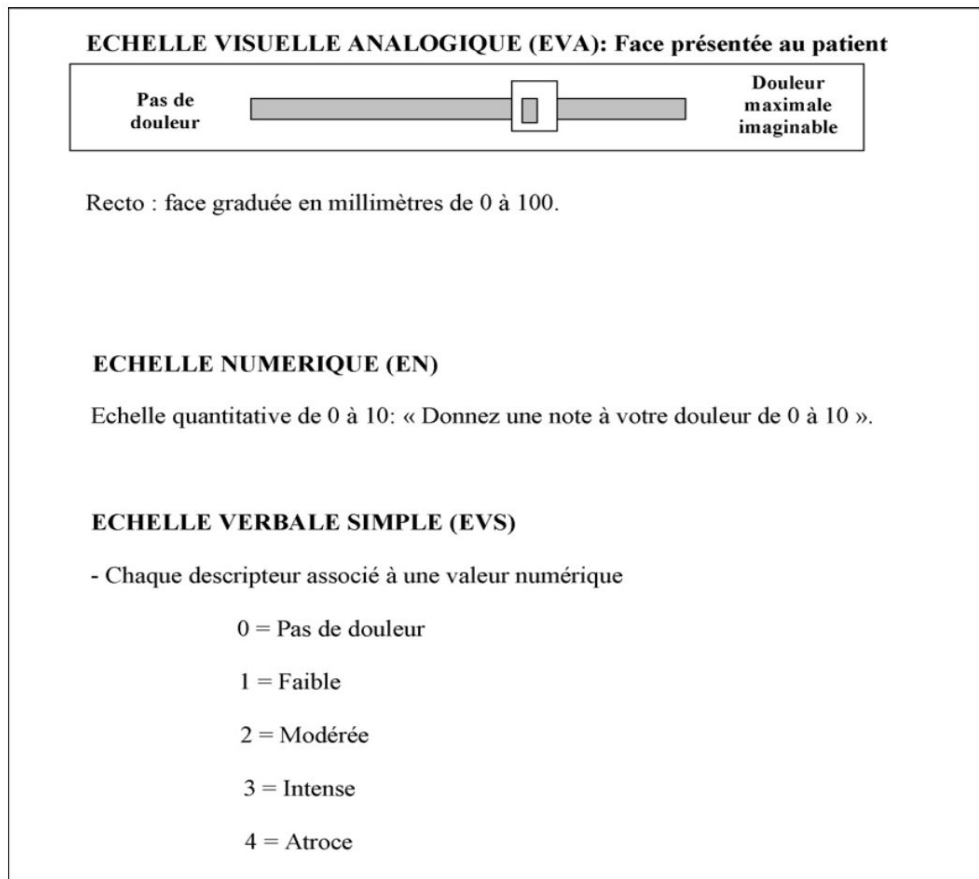 ECHELLE VISUELLE ANALOGIQUE (EVA): Face présentée au patient
Pas de
douleur
Douleur
maximale
imaginable
Recto : face graduée en millimètres de 0 à 100.
ECHELLE NUMERIQUE (EN)
Echelle quantitative de 0 à 10: « Donnez une note à votre douleur de 0 à 10 ».
ECHELLE VERBALE SIMPLE (EVS)
- Chaque descripteur associé à une valeur numérique
0 = Pas de douleur
1 = Faible
2 = Modérée
3 = Intense
4 = Atroce